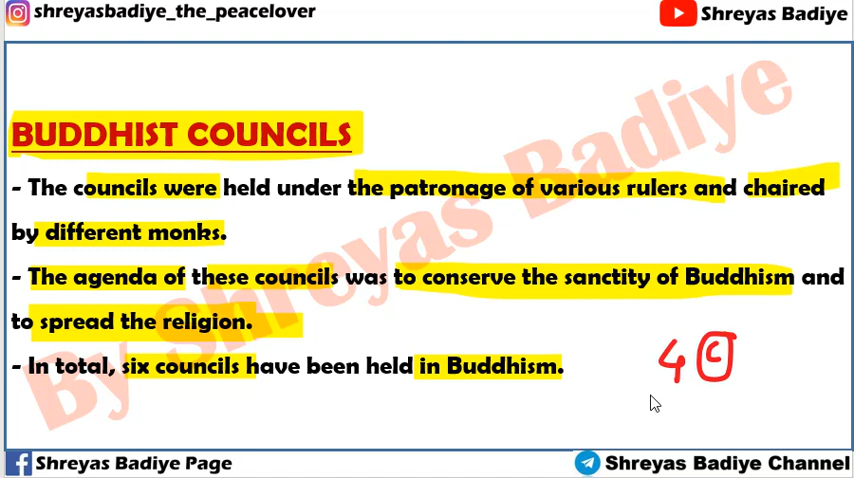 shreyasbadiye_the_peacelover
Shreyas Badiye
BUDDHIST COUNCILS
- The councils were held under the patronage of various rulers and chaired
by different monks.
- The agenda of these councils was to conserve the sanctity of Buddhism and
to spread the religion.
- In total, six councils have been held in Buddhism.
4 C
By Shreyas Badiye
Shreyas Badiye Page
Shreyas Badiye Channel